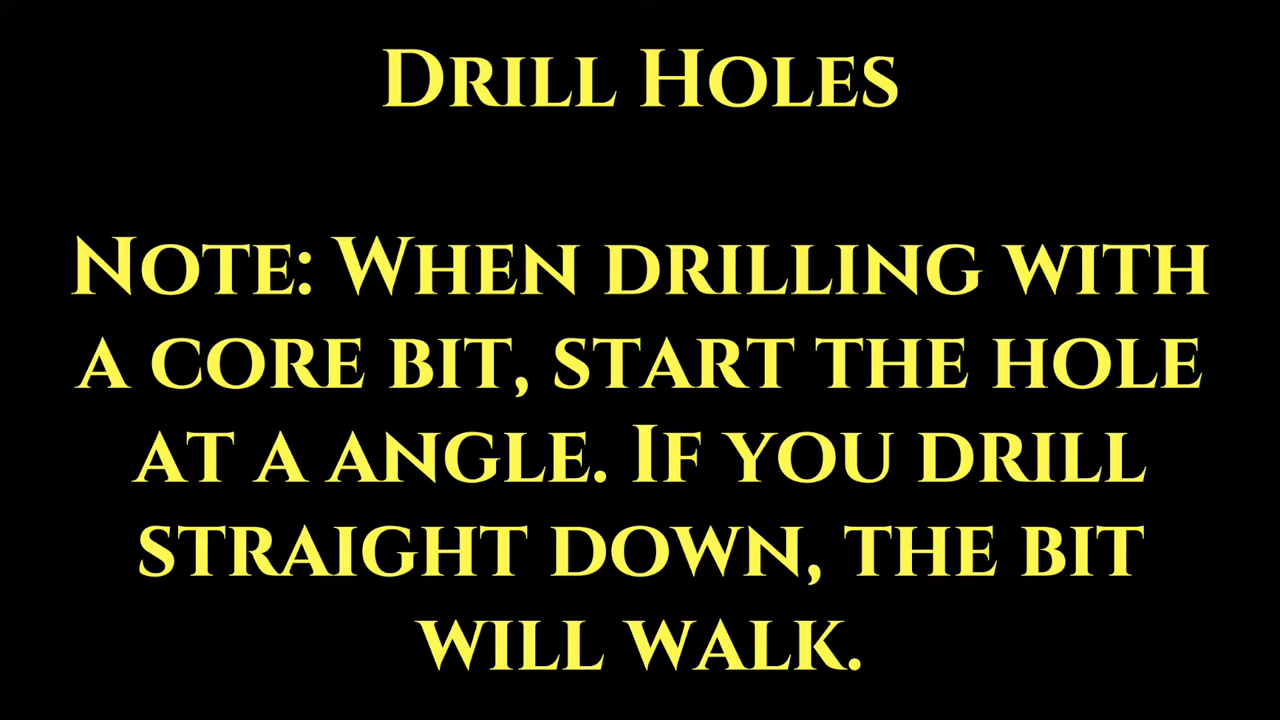 Drill Holes
Note: When drilling with
a core bit, start the hole
at a angle. If you drill
straight down, the bit
will walk.